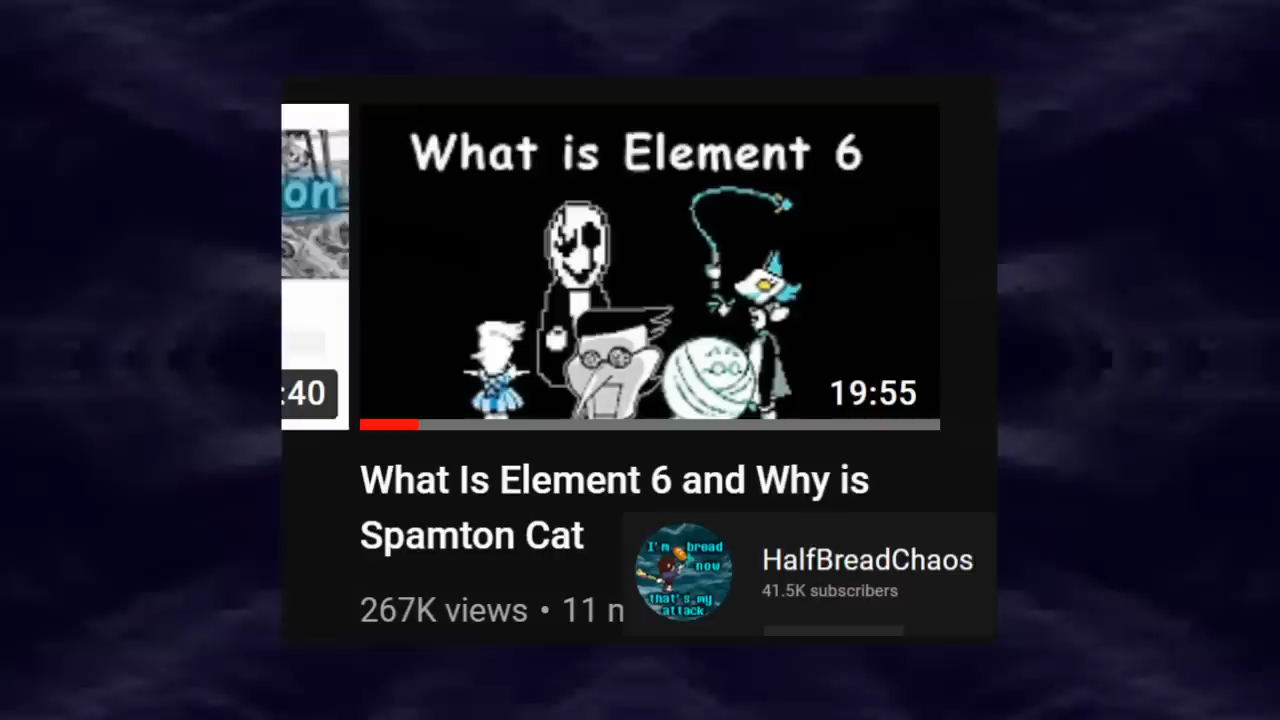 What is Element 6
on
:40
19:55
What Is Element 6 and Why is
Spamton Cat
267K views • 11 n
I'm bread
now
that's my
attack
HalfBreadChaos
41.5K subscribers